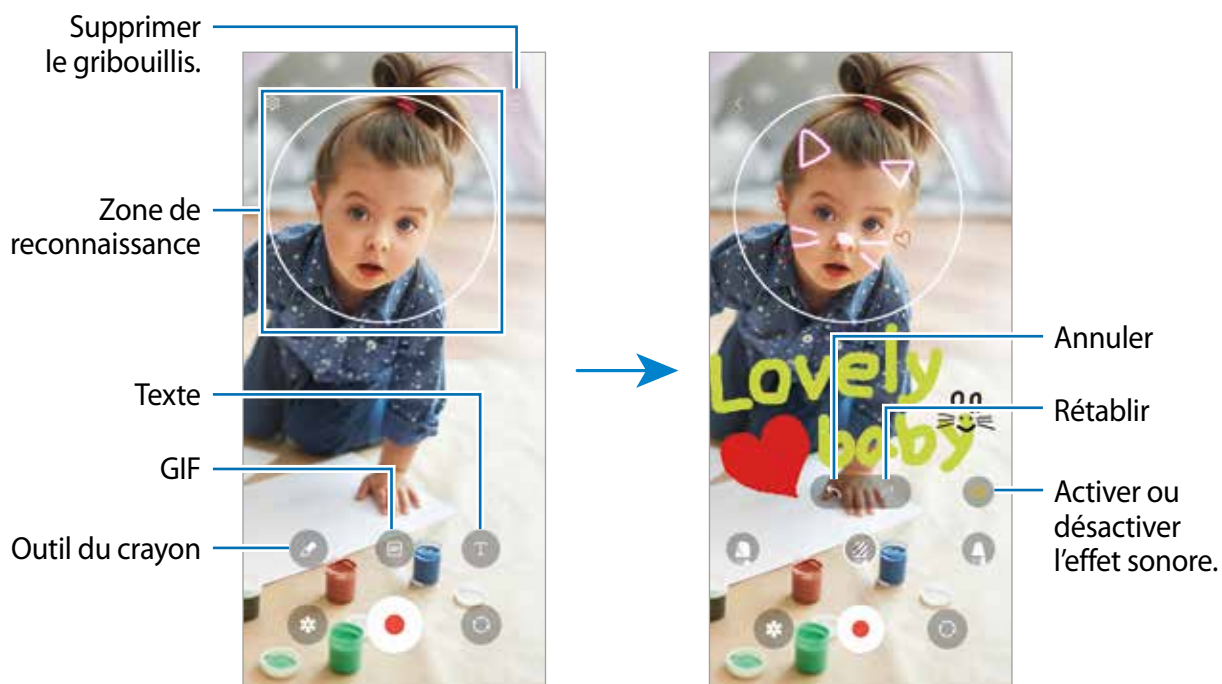 Supprimer
le gribouillis.
Zone de
reconnaissance
Texte
GIF
Outil du crayon
T
Lovely
baby
Annuler
Rétablir
Activer ou
désactiver
l'effet sonore.